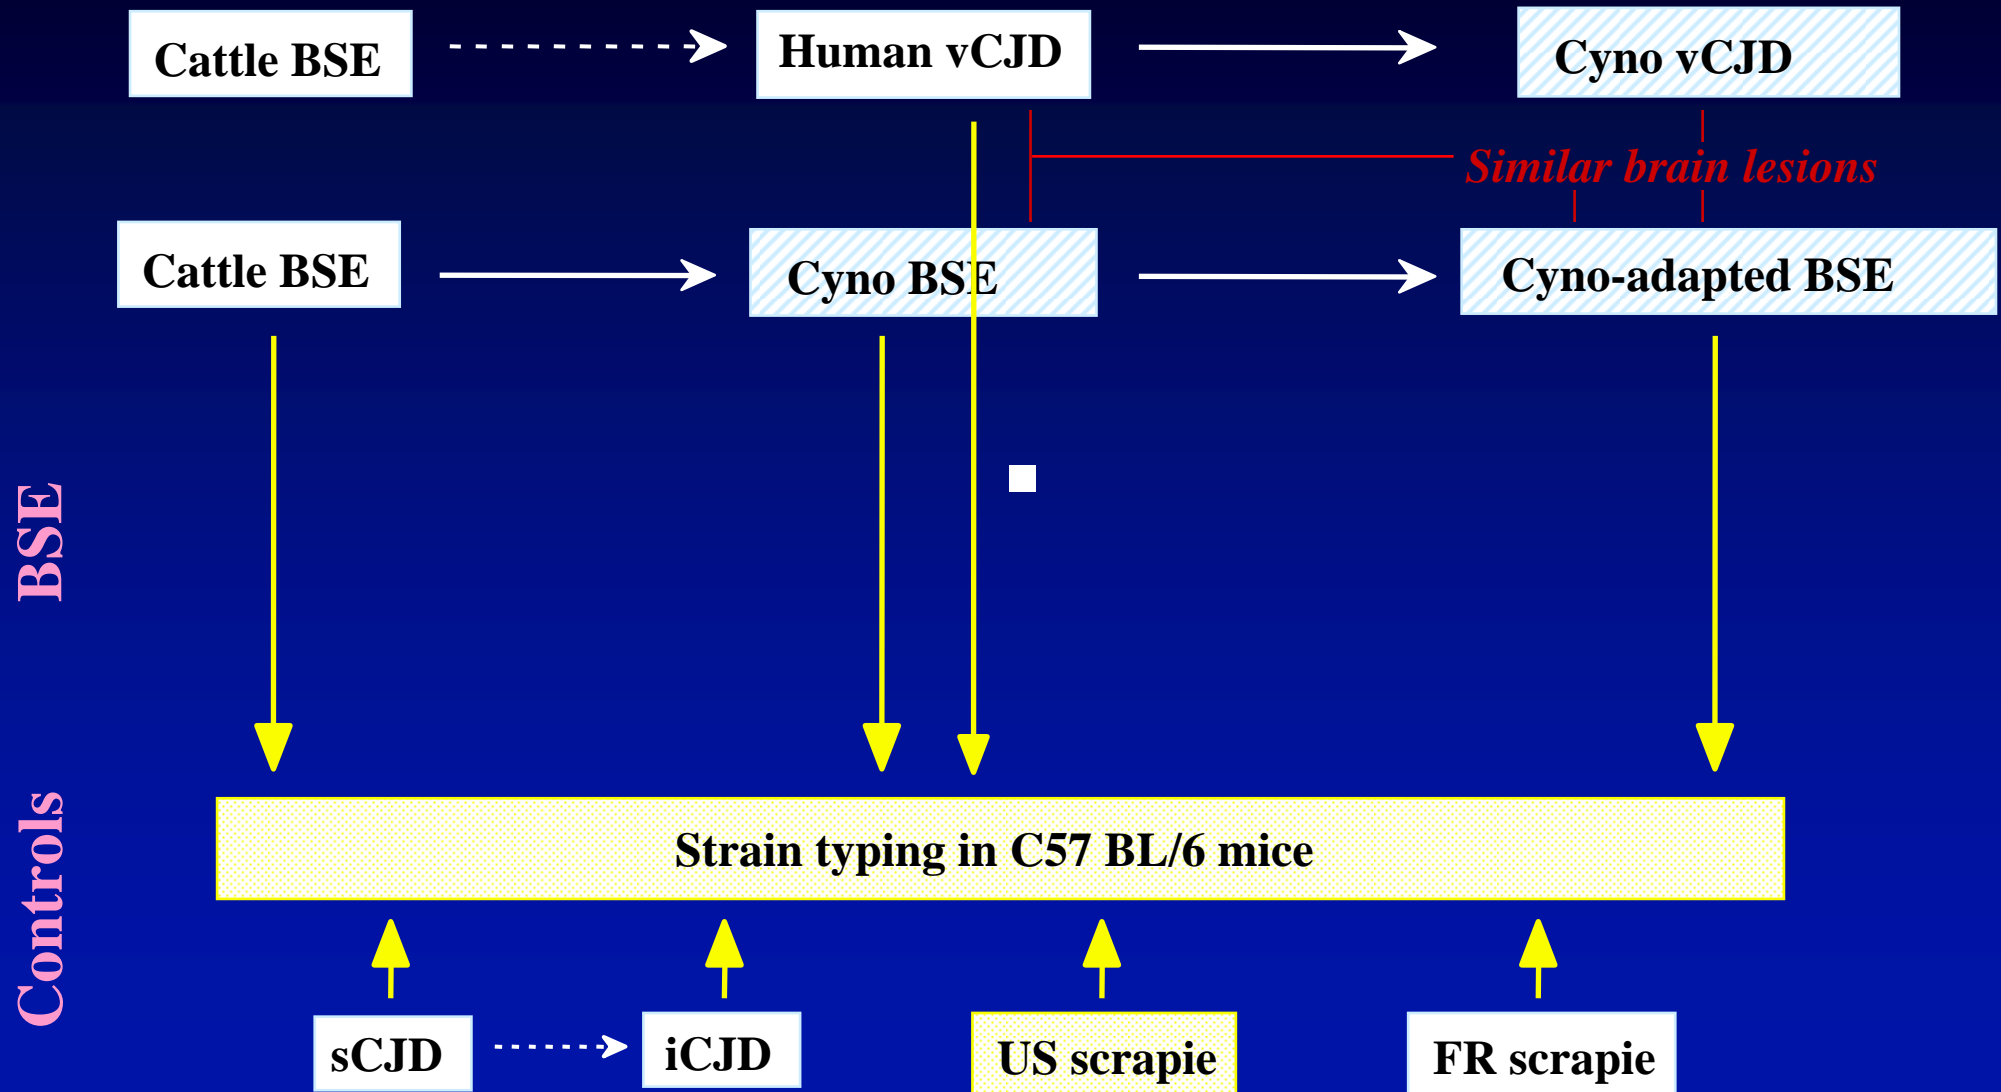 Cattle BSE
Human vCJD
Cyno vCJD
Similar brain lesions
Cattle BSE
Cyno BSE
Cyno-adapted BSE
BSE
Controls
Strain typing in C57 BL/6 mice
sCJD
iCJD
US scrapie
FR scrapie